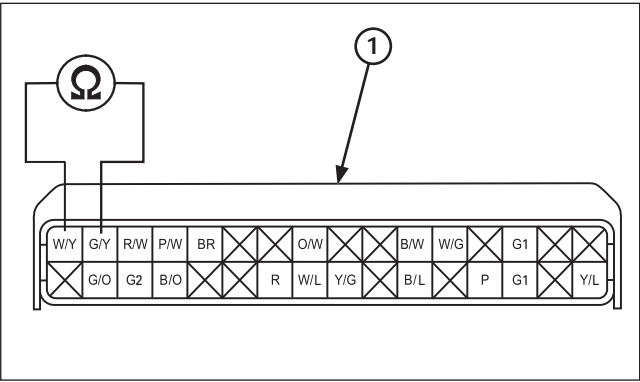 1
Ω
W/Y G/Y R/W P/W BR O/W B/W W/G G1
G/O G2 B/O R W/L Y/G B/L P G1 Y/L